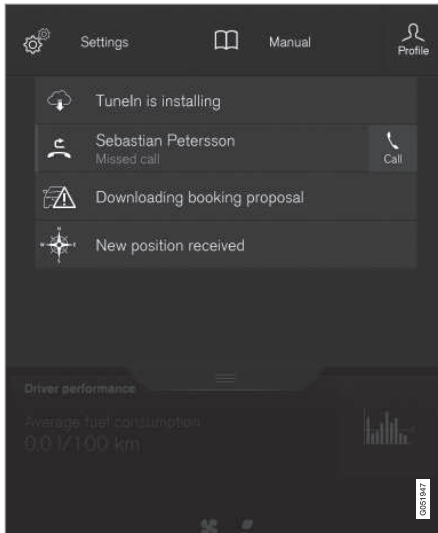 Settings
Manual
Profile
TuneIn is installing
Sebastian Petersson
Missed call
Call
Downloading booking proposal
New position received
Driver performance
Average fuel consumption
0.0 l/100 km
G051947